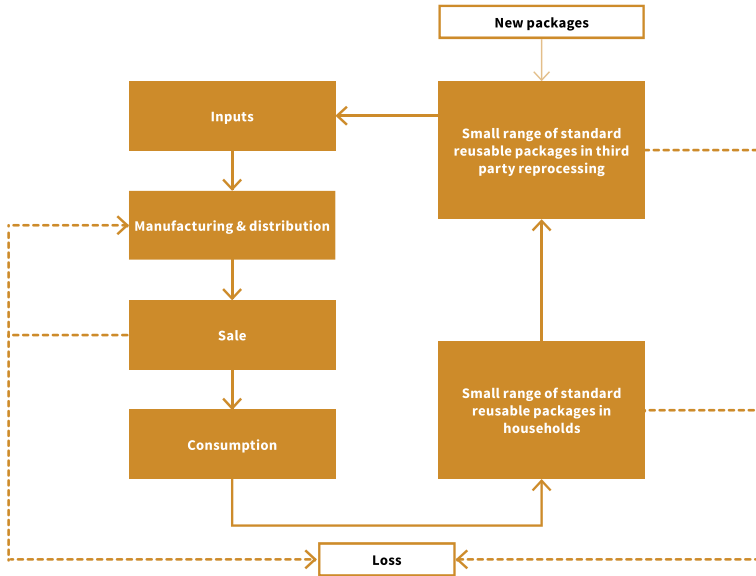 New packages
Inputs
Small range of standard
reusable packages in third
party reprocessing
Manufacturing & distribution
Sale
Small range of standard
reusable packages in
households
Consumption
Loss